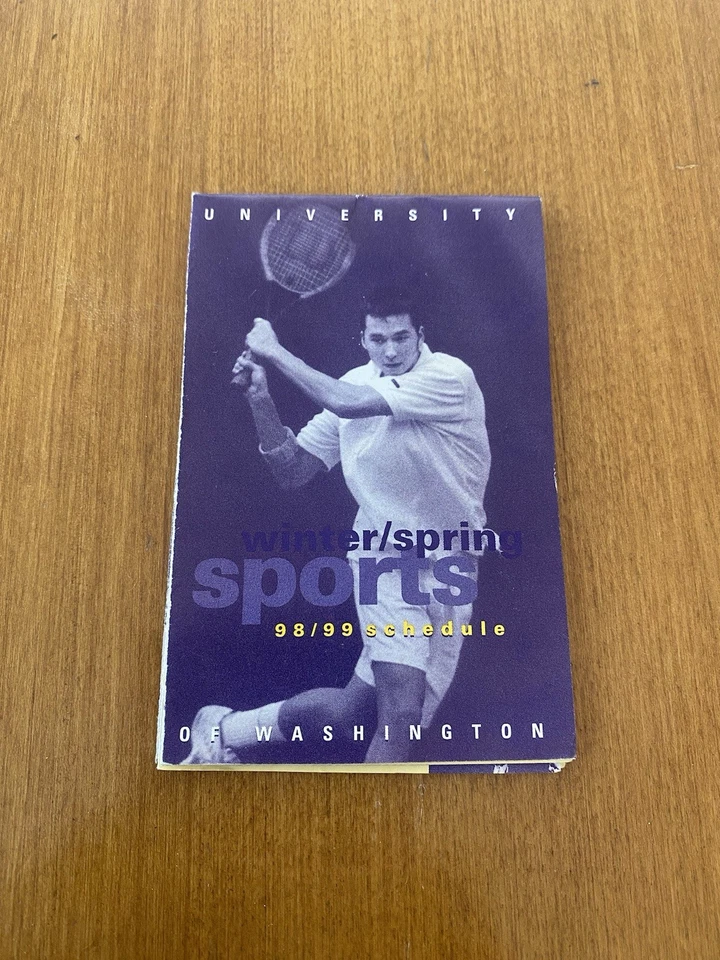 UNIVERSITY
winter/spring
sports
98/99 schedule
OF WASHINGTON